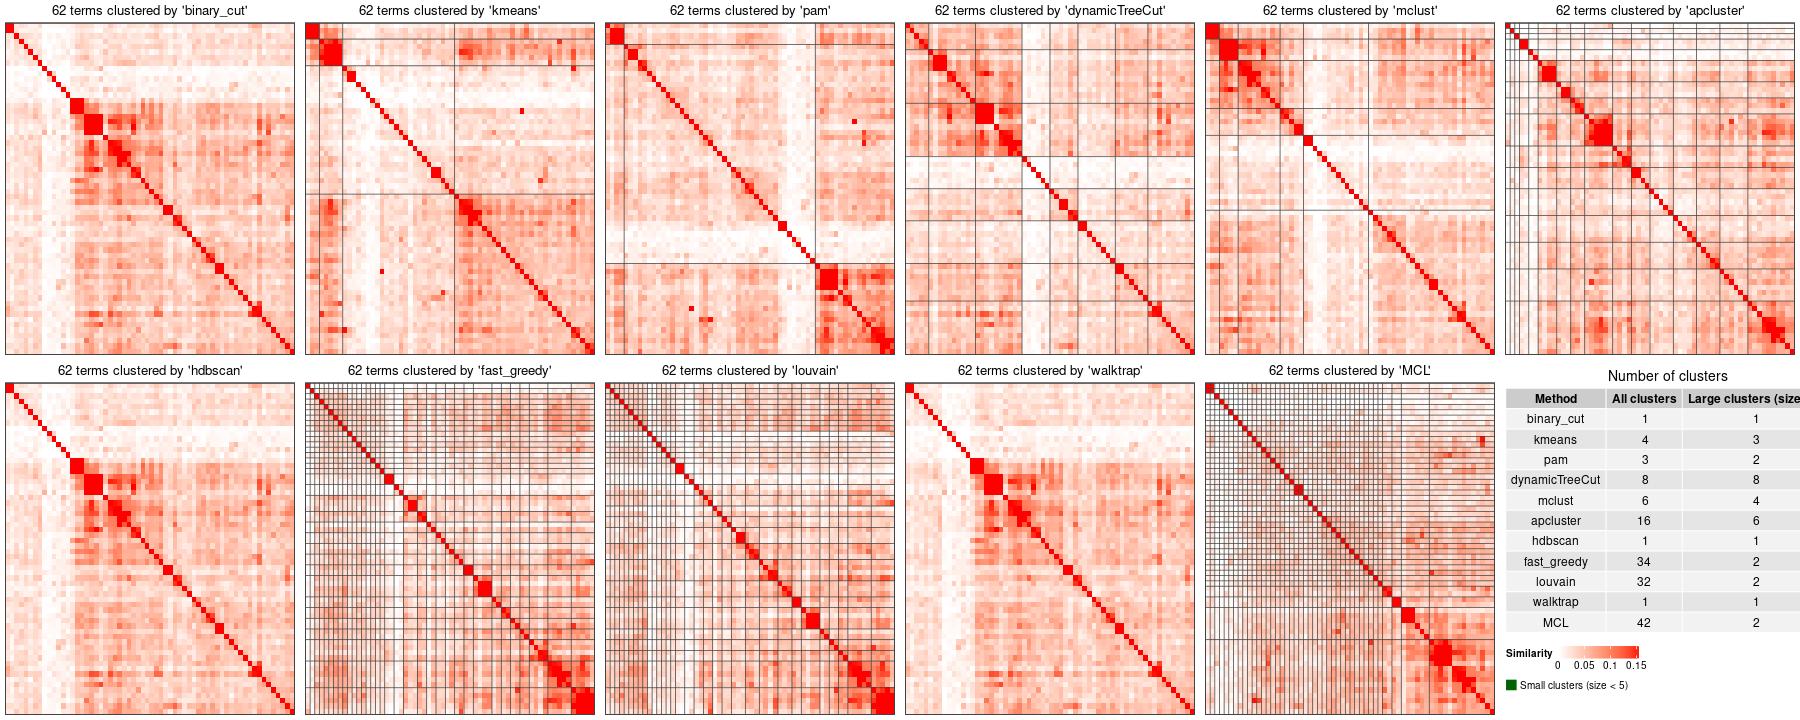 62 terms clustered by 'binary_cut'
62 terms clustered by 'kmeans'
62 terms clustered by 'pam'
62 terms clustered by 'dynamicTreeCut'
62 terms clustered by 'mclust'
62 terms clustered by 'apcluster'
62 terms clustered by 'hdbscan'
62 terms clustered by 'fast_greedy'
62 terms clustered by 'louvain'
62 terms clustered by 'walktrap'
62 terms clustered by 'MCL'
Number of clusters
Method All clusters Large clusters (size
binary_cut 1 1
kmeans 4 3
pam 3 2
dynamicTreeCut 8 8
mclust 6 4
apcluster 16 6
hdbscan 1 1
fast_greedy 34 2
louvain 32 2
walktrap 1 1
MCL 42 2
Similarity
0 0.05 0.1 0.15
Small clusters (size < 5)